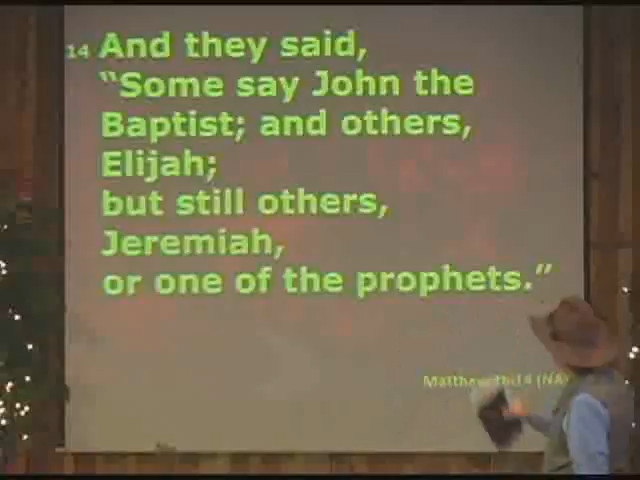 14 And they said,
“Some say John the
Baptist; and others,
Elijah;
but still others,
Jeremiah,
or one of the prophets.”
(NA